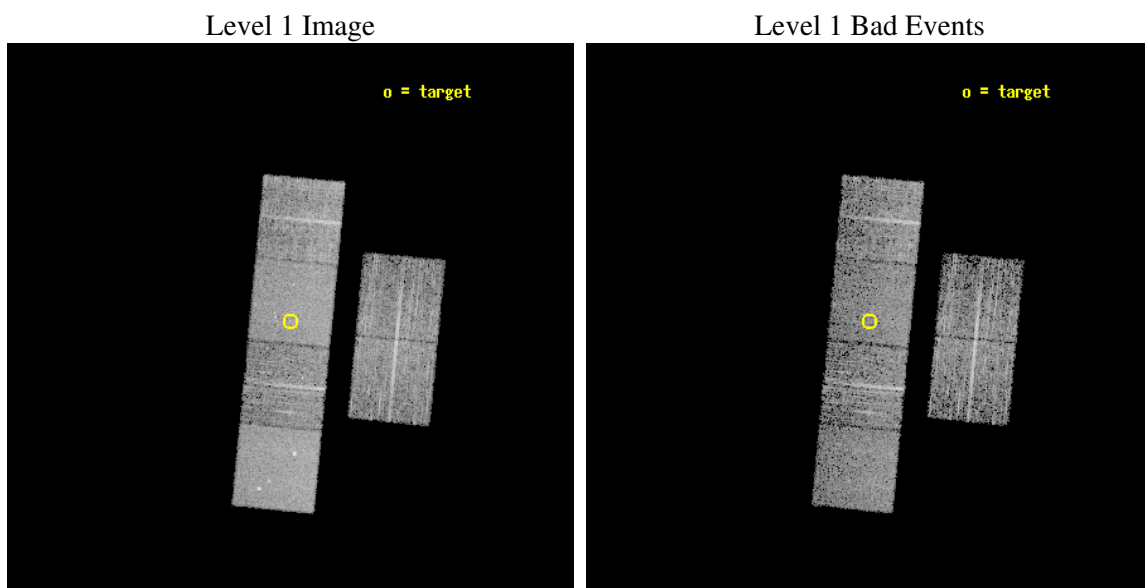 Level 1 Image
Level 1 Bad Events
o = target
o = target